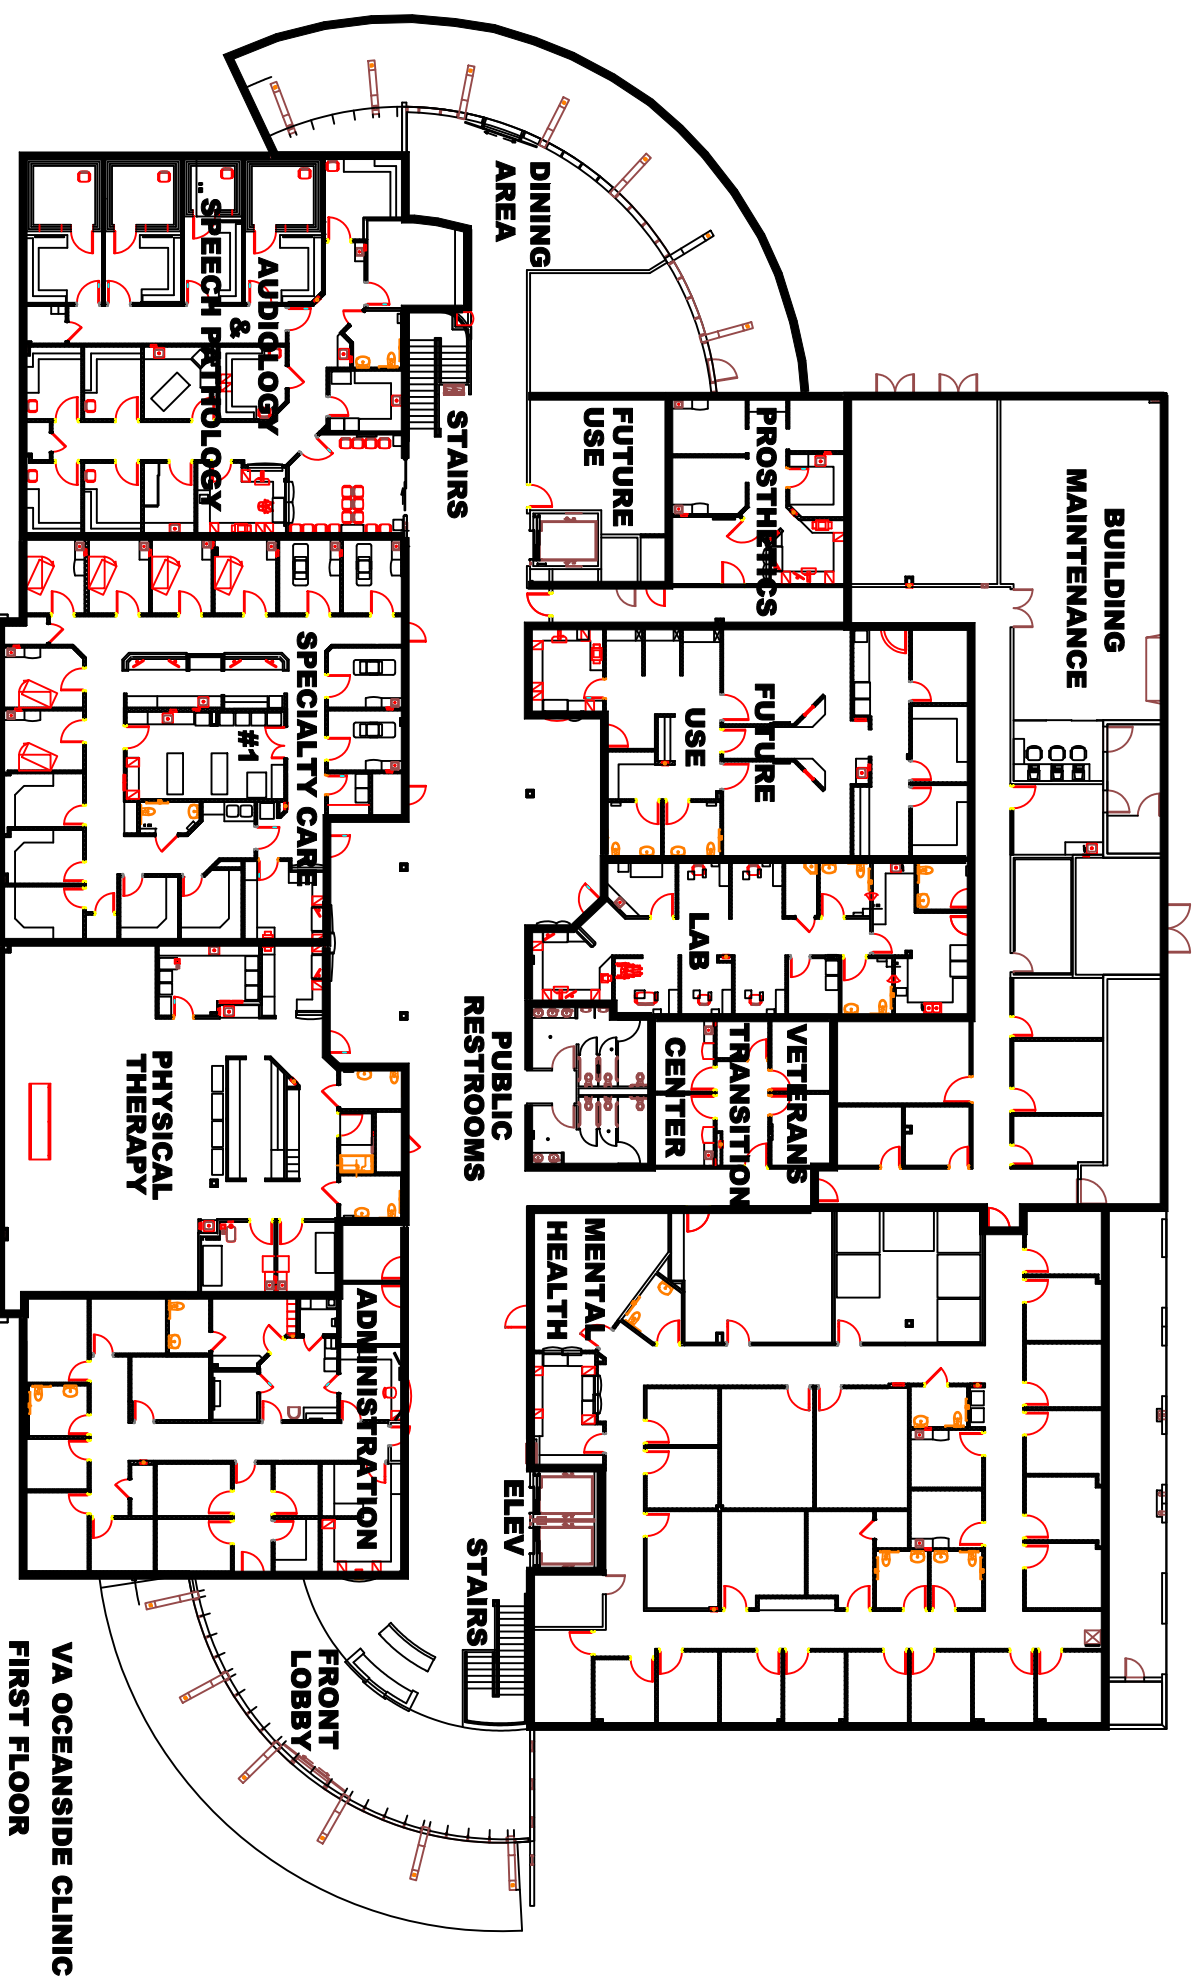 BUILDING
MAINTENANCE
PROSTHETICS
FUTURE
USE
DINING
AREA
STAIRS
AUDIOLOGY
&
SPEECH PATHOLOGY
FUTURE
USE
SPECIALTY CARE
#1
LAB
VETERANS
TRANSITION
CENTER
PUBLIC
RESTROOMS
PHYSICAL
THERAPY
MENTAL
HEALTH
ADMINISTRATION
ELEV
STAIRS
FRONT
LOBBY
VA OCEANSIDE CLINIC
FIRST FLOOR